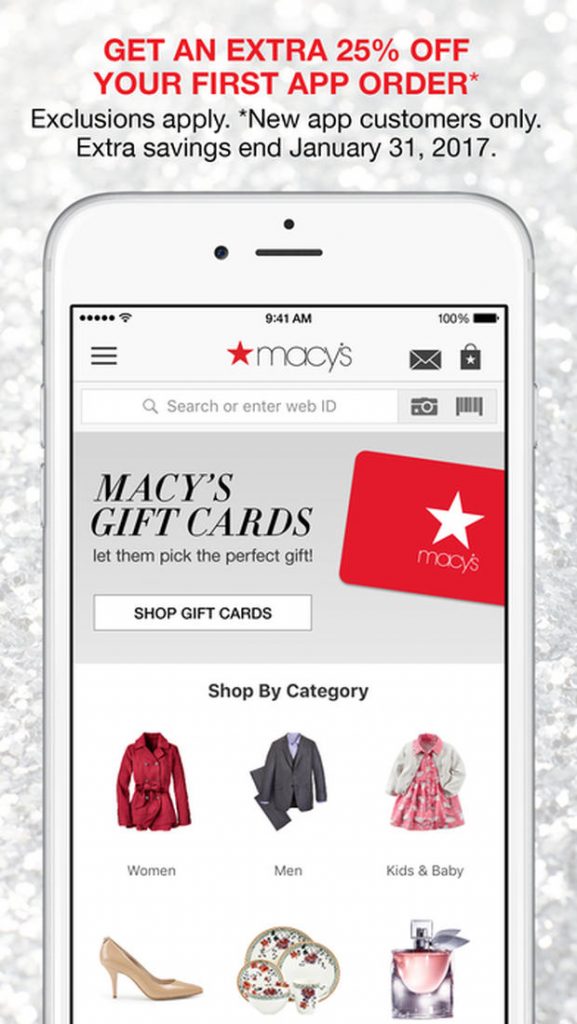 GET AN EXTRA 25% OFF
YOUR FIRST APP ORDER*
Exclusions apply. *New app customers only.
Extra savings end January 31, 2017.
9:41 AM
100%
macy's
Search or enter web ID
MACY'S
GIFT CARDS
let them pick the perfect gift!
macy's
SHOP GIFT CARDS
Shop By Category
Women
Men
Kids & Baby